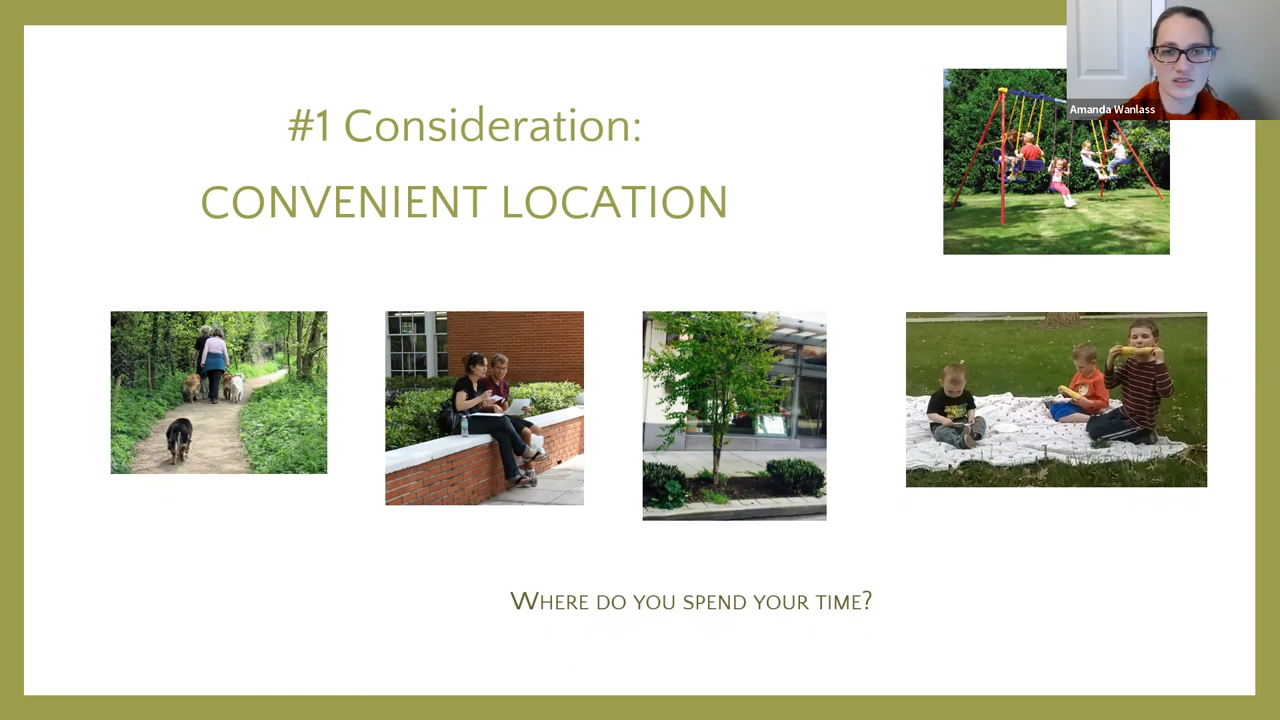 #1 Consideration:
CONVENIENT LOCATION
Amanda Wanlass
WHERE DO YOU SPEND YOUR TIME?